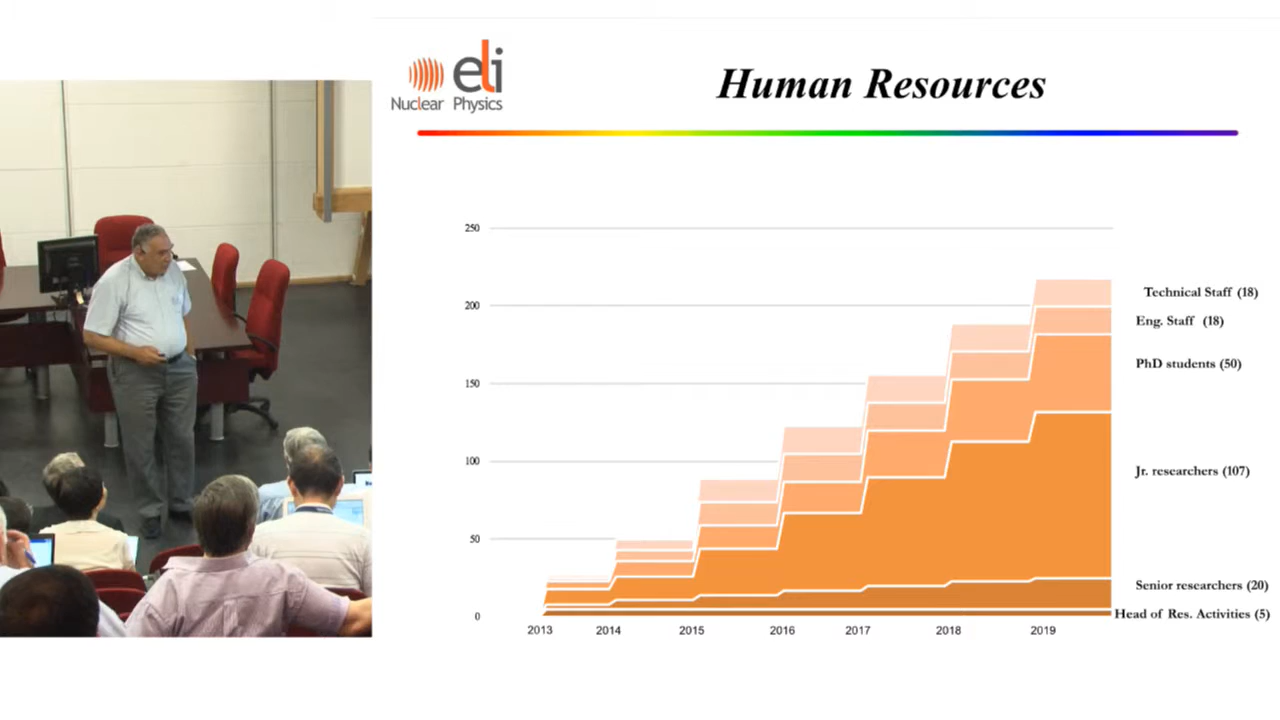 eli
Nuclear Physics
Human Resources
250
200
150
100
50
0
2013 2014 2015 2016 2017 2018 2019
Technical Staff (18)
Eng. Staff (18)
PhD students (50)
Jr. researchers (107)
Senior researchers (20)
Head of Res. Activities (5)